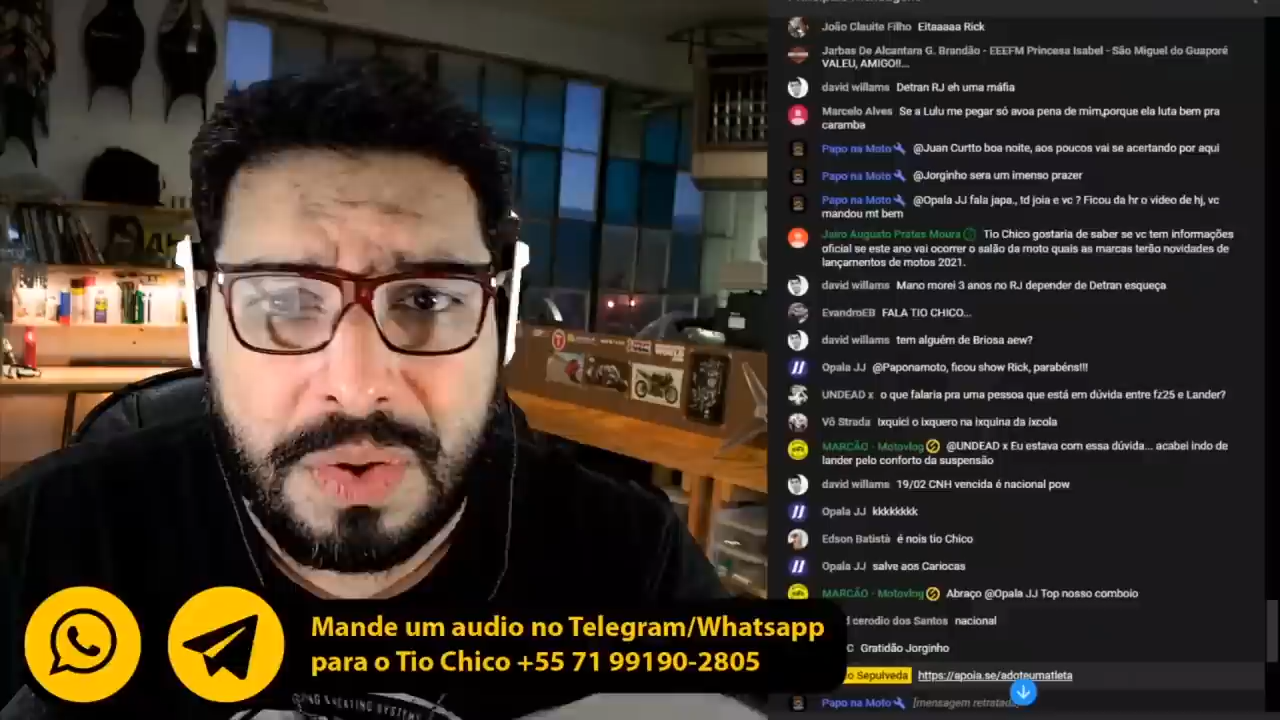 João Clauite Filho Eitaaaaa Rick
Jarbas De Alcantara G. Brandão - EEEFM Princesa Isabel - São Miguel do Guaporé
VALEU, AMIGO!!...
david willams Detran RJ eh uma máfia
Marcelo Alves Se a Lulu me pegar só avoa pena de mim,porque ela luta bem pra
caramba
Papo na Moto @Juan Curtto boa noite, aos poucos vai se acertando por aqui
Papo na Moto @Jorginho sera um imenso prazer
Papo na Moto @Opala JJ fala japa., td joia e vc ? Ficou da hr o video de hj, vc
mandou mt bem
Jairo Augusto Pratas Moura Tio Chico gostaria de saber se vc tem informações
oficial se este ano vai ocorrer o salão da moto quais as marcas terão novidades de
lançamentos de motos 2021.
david willams Mano morei 3 anos no RJ depender de Detran esqueça
EvandroEB FALA TIO CHICO...
david willams tem alguém de Briosa aew?
Opala JJ @Paponamoto, ficou show Rick, parabéns!!!
UNDEAD x o que falaria pra uma pessoa que está em dúvida entre fz25 e Lander?
Vô Strada Ixquici o ixquero na ixquina da ixcola
MARCÃO - Motovlog @UNDEAD x Eu estava com essa dúvida... acabei indo de
lander pelo conforto da suspensão
david willams 19/02 CNH vencida é nacional pow
Opala JJ kkkkkkkk
Edson Batista é nois tio Chico
Opala JJ salve aos Cariocas
MARCÃO - Motovlog Abraço @Opala JJ Top nosso comboio
d cerodio dos Santos nacional
C Gratidão Jorginho
o Sepulveda https://apoia.se/adoteumatleta
Papo na Moto [mensagem retratada]
Mande um audio no Telegram/Whatsapp
para o Tio Chico +55 71 99190-2805